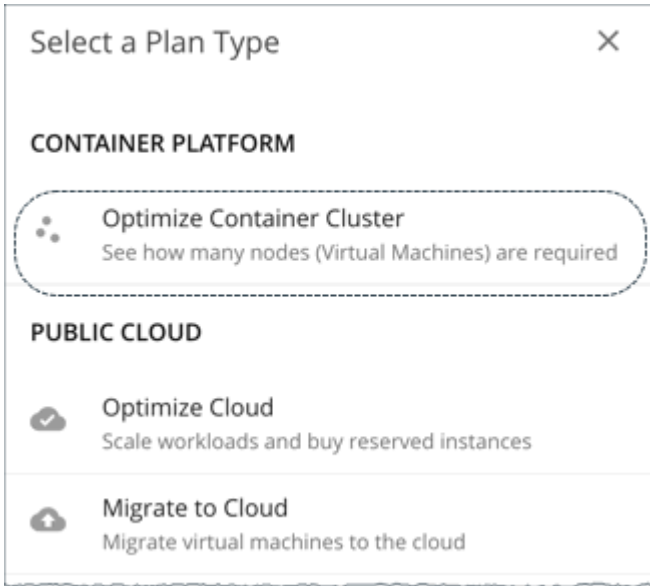 Select a Plan Type
CONTAINER PLATFORM
Optimize Container Cluster
See how many nodes (Virtual Machines) are required
PUBLIC CLOUD
Optimize Cloud
Scale workloads and buy reserved instances
Migrate to Cloud
Migrate virtual machines to the cloud